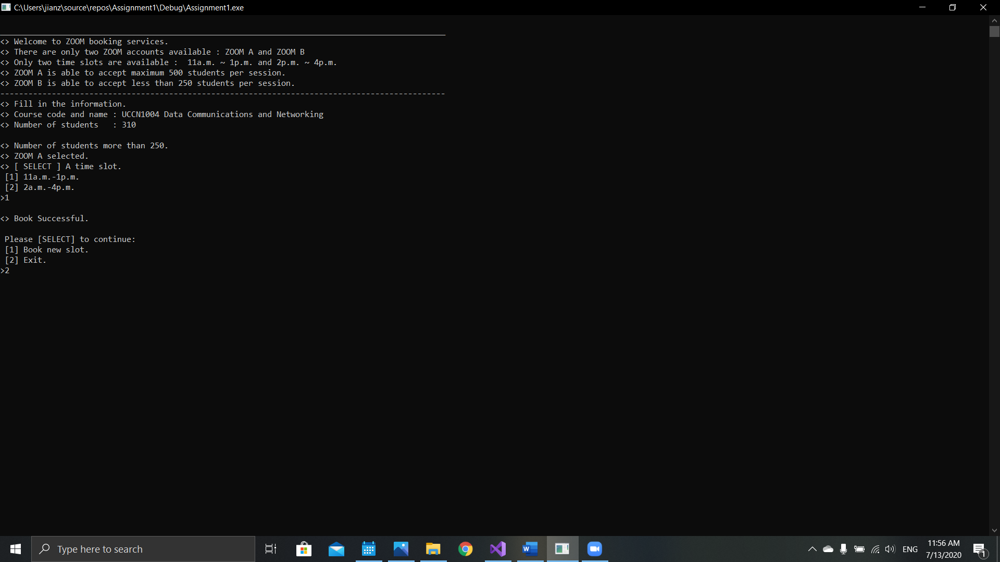 C:\Users\jianz\source\repos\Assignment1\Debug\Assignment1.exe
<> Welcome to ZOOM booking services.
<> There are only two ZOOM accounts available : ZOOM A and ZOOM B
<> Only two time slots are available :  11a.m. ~ 1p.m. and 2p.m. ~ 4p.m.
<> ZOOM A is able to accept maximum 500 students per session.
<> ZOOM B is able to accept less than 250 students per session.
-----------------------------------------------------------------------------------------------
<> Fill in the information.
<> Course code and name : UCCN1004 Data Communications and Networking
<> Number of students   : 310
<> Number of students more than 250.
<> ZOOM A selected.
<> [ SELECT ] A time slot.
[1] 11a.m.-1p.m.
[2] 2a.m.-4p.m.
>1
<> Book Successful.
Please [SELECT] to continue:
[1] Book new slot.
[2] Exit.
>2
Type here to search
W
ENG
11:56 AM
7/13/2020
1